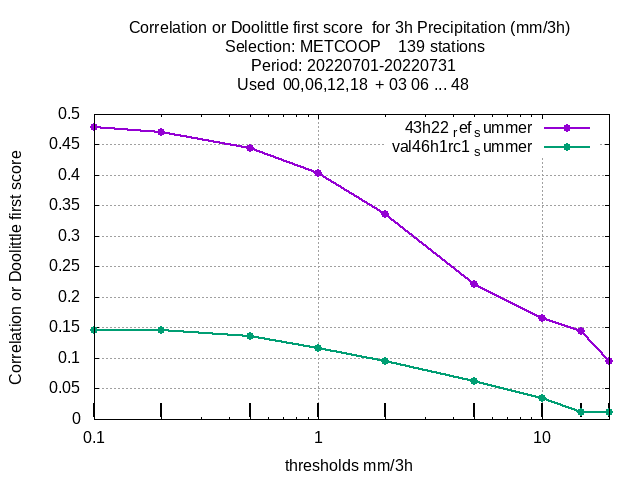 Correlation or Doolittle first score  for 3h Precipitation (mm/3h)
Selection: METCOOP    139 stations
Period: 20220701-20220731
Used  00,06,12,18  + 03 06 ... 48
0.5
0.45
0.4
0.35
0.3
0.25
0.2
0.15
0.1
0.05
0
Correlation or Doolittle first score
43h22 ref summer
val46h1rc1 summer
0.1
1
10
thresholds mm/3h